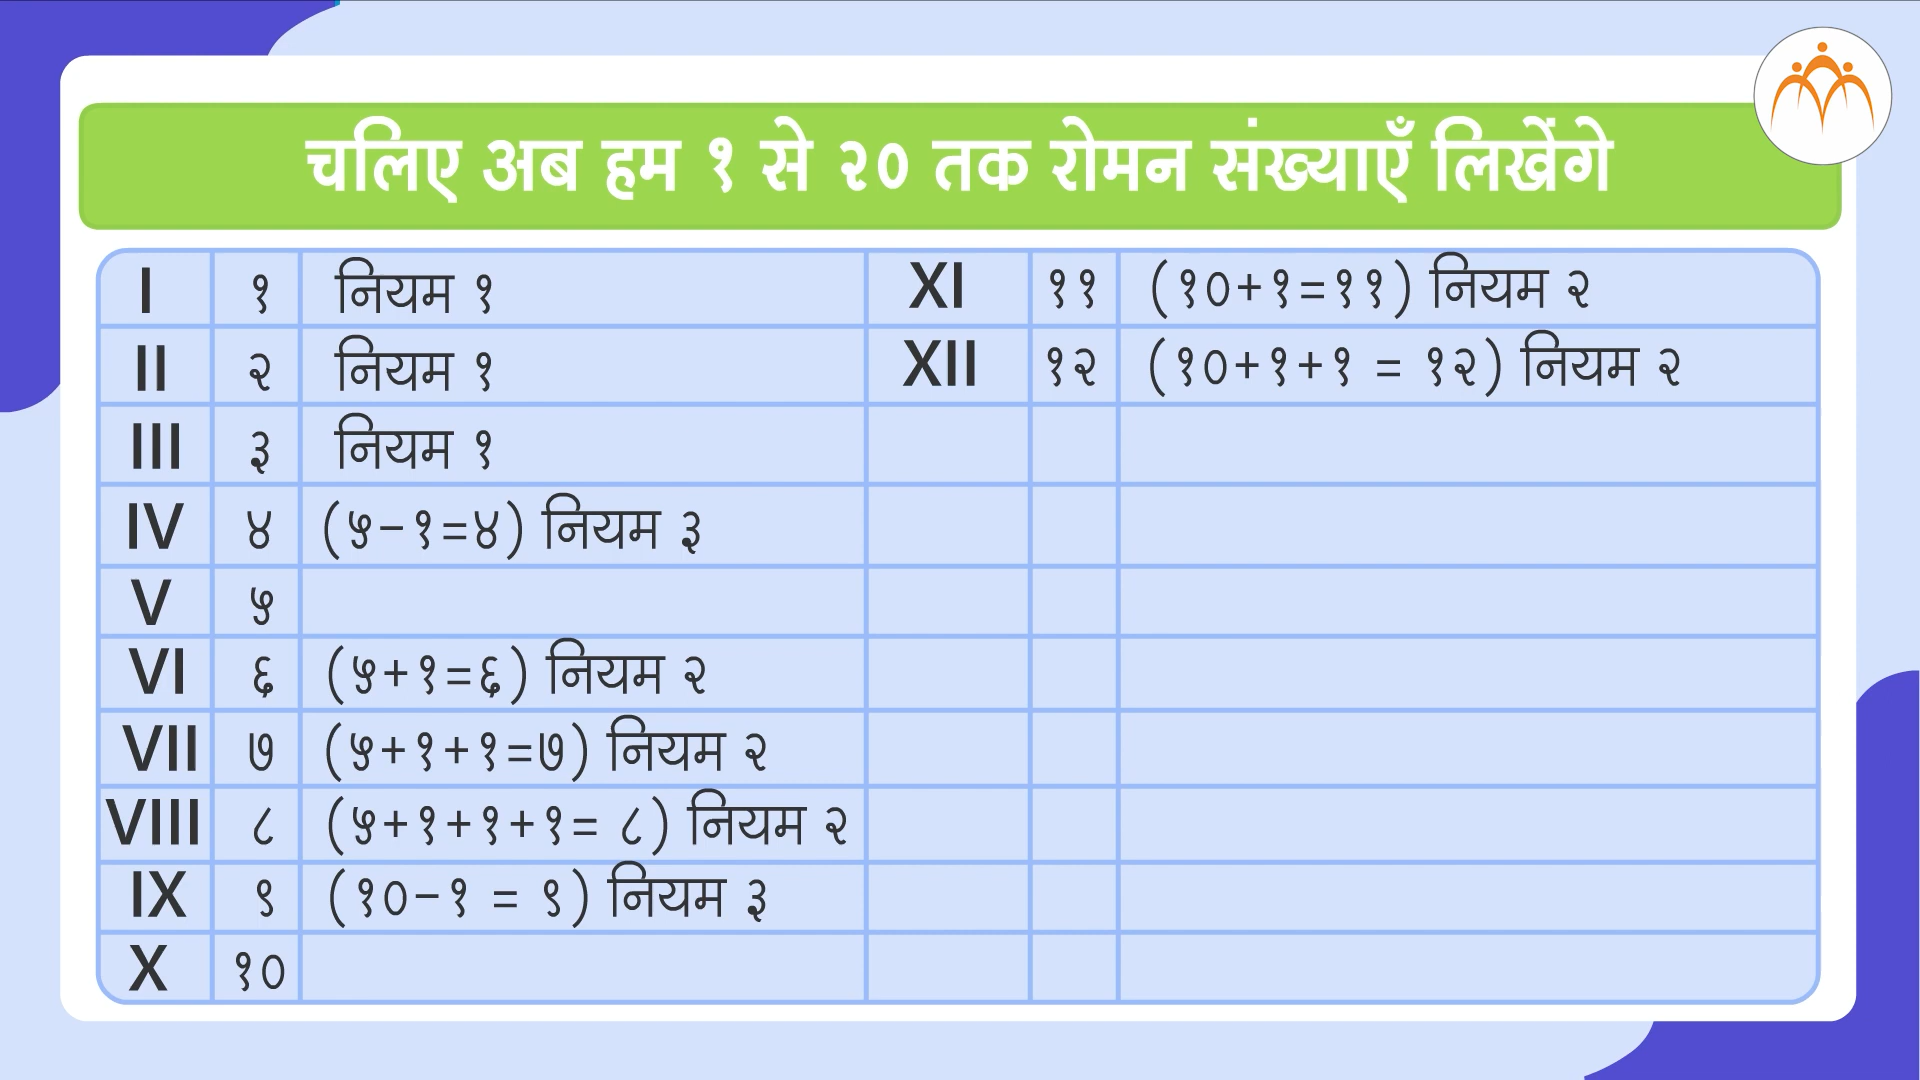 चलिए अब हम १ से २० तक रोमन संख्याएँ लिखेंगे
I १ नियम १
II २ नियम १
III ३ नियम १
IV ४ (५-१=४) नियम ३
V ५
VI ६ (५+१=६) नियम २
VII ७ (५+१+१=७) नियम २
VIII ८ (५+१+१+१= ८) नियम २
IX ९ (१०-१ = ९) नियम ३
X १०
XI ११ (१०+१=११) नियम २
XII १२ (१०+१+१ = १२) नियम २